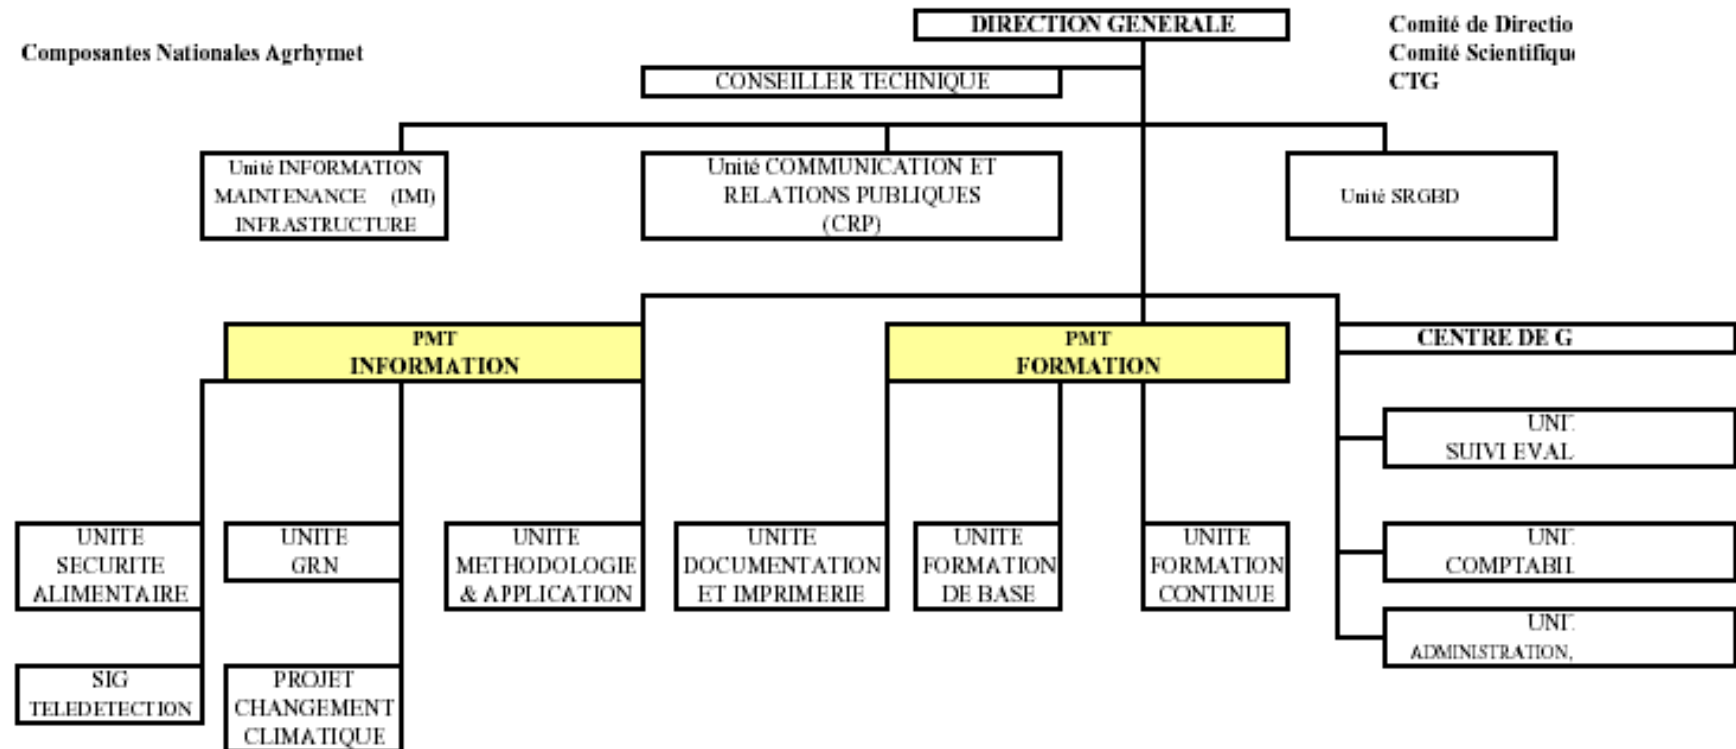 DIRECTION GENERALE
Comité de Directio
Composantes Nationales Agrhymet
Comité Scientifiqu
CONSEILLER TECHNIQUE
CTG
Unité INFORMATION
MAINTENANCE (IMI)
INFRASTRUCTURE
Unité COMMUNICATION ET
RELATIONS PUBLIQUES
(CRP)
Unité SRGBD
PMT
INFORMATION
PMT
FORMATION
CENTRE DE G
UNI
SUIVI EVAL
UNITE
SECURITE
ALIMENTAIRE
UNITE
GRN
UNITE
METHODOLOGIE
& APPLICATION
UNITE
DOCUMENTATION
ET IMPRIMERIE
UNITE
FORMATION
DE BASE
UNITE
FORMATION
CONTINUE
UNI
COMPTABI
UNI
ADMINISTRATION,
SIG
TELEDETECTION
PROJET
CHANGEMENT
CLIMATIQUE